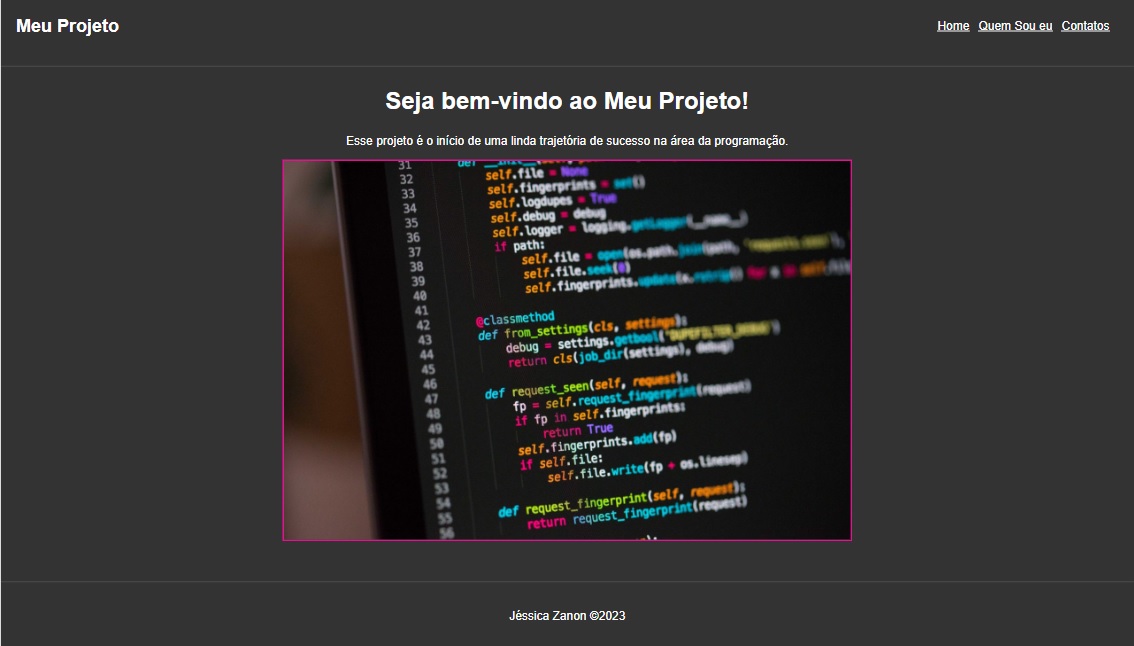 Meu Projeto
Home Quem Sou eu Contatos
Seja bem-vindo ao Meu Projeto!
Esse projeto é o início de uma linda trajetória de sucesso na área da programação.
31 def __init__(self,
32 self.file = None
33 self.fingerprints = set()
34 self.logdupes = True
35 self.debug = debug
36 self.logger = logging.getLogger(__name__)
37 if path:
38 self.file = open(os.path.join(path, 'requests.seen'),
39 self.file.seek(0)
40 self.fingerprints.update(
41
42 @classmethod
43 def from_settings(cls, settings):
44 debug = settings.getbool('DUPEFILTER_DEBUG')
45 return cls(job_dir(settings), debug)
46
47 def request_seen(self, request):
48 fp = self.request_fingerprint(request)
49 if fp in self.fingerprints:
50 return True
51 self.fingerprints.add(fp)
52 if self.file:
53 self.file.write(fp + os.linesep)
54
55 def request_fingerprint(self, request):
56 return request_fingerprint(request)
Jéssica Zanon ©2023